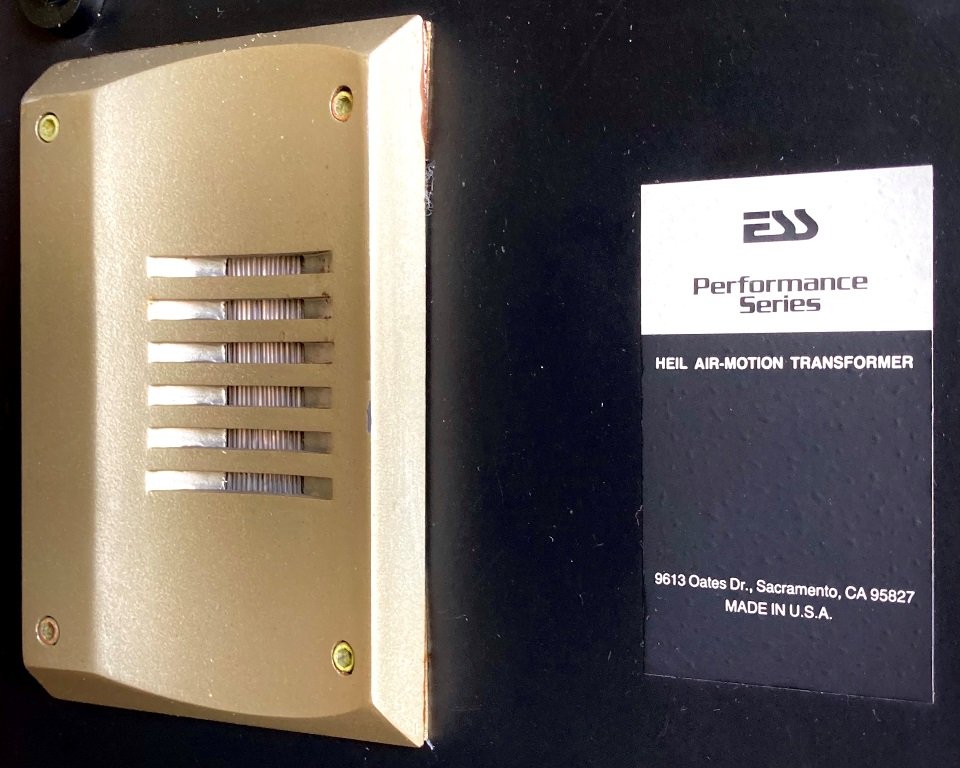 ESS
Performance
Series
HEIL AIR-MOTION TRANSFORMER
9613 Oates Dr., Sacramento, CA 95827
MADE IN U.S.A.